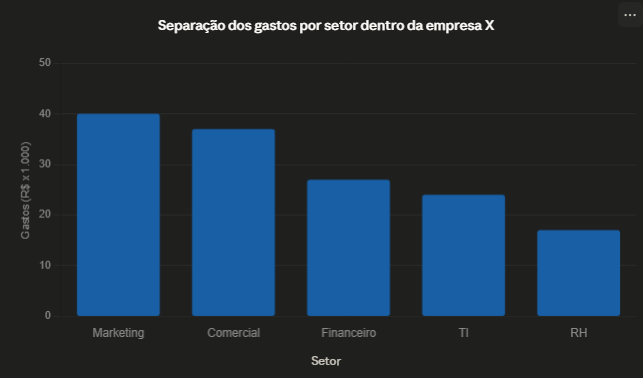 Separação dos gastos por setor dentro da empresa X
50
40
30
20
10
0
Gastos (R$ x 1.000)
Marketing Comercial Financeiro TI RH
Setor